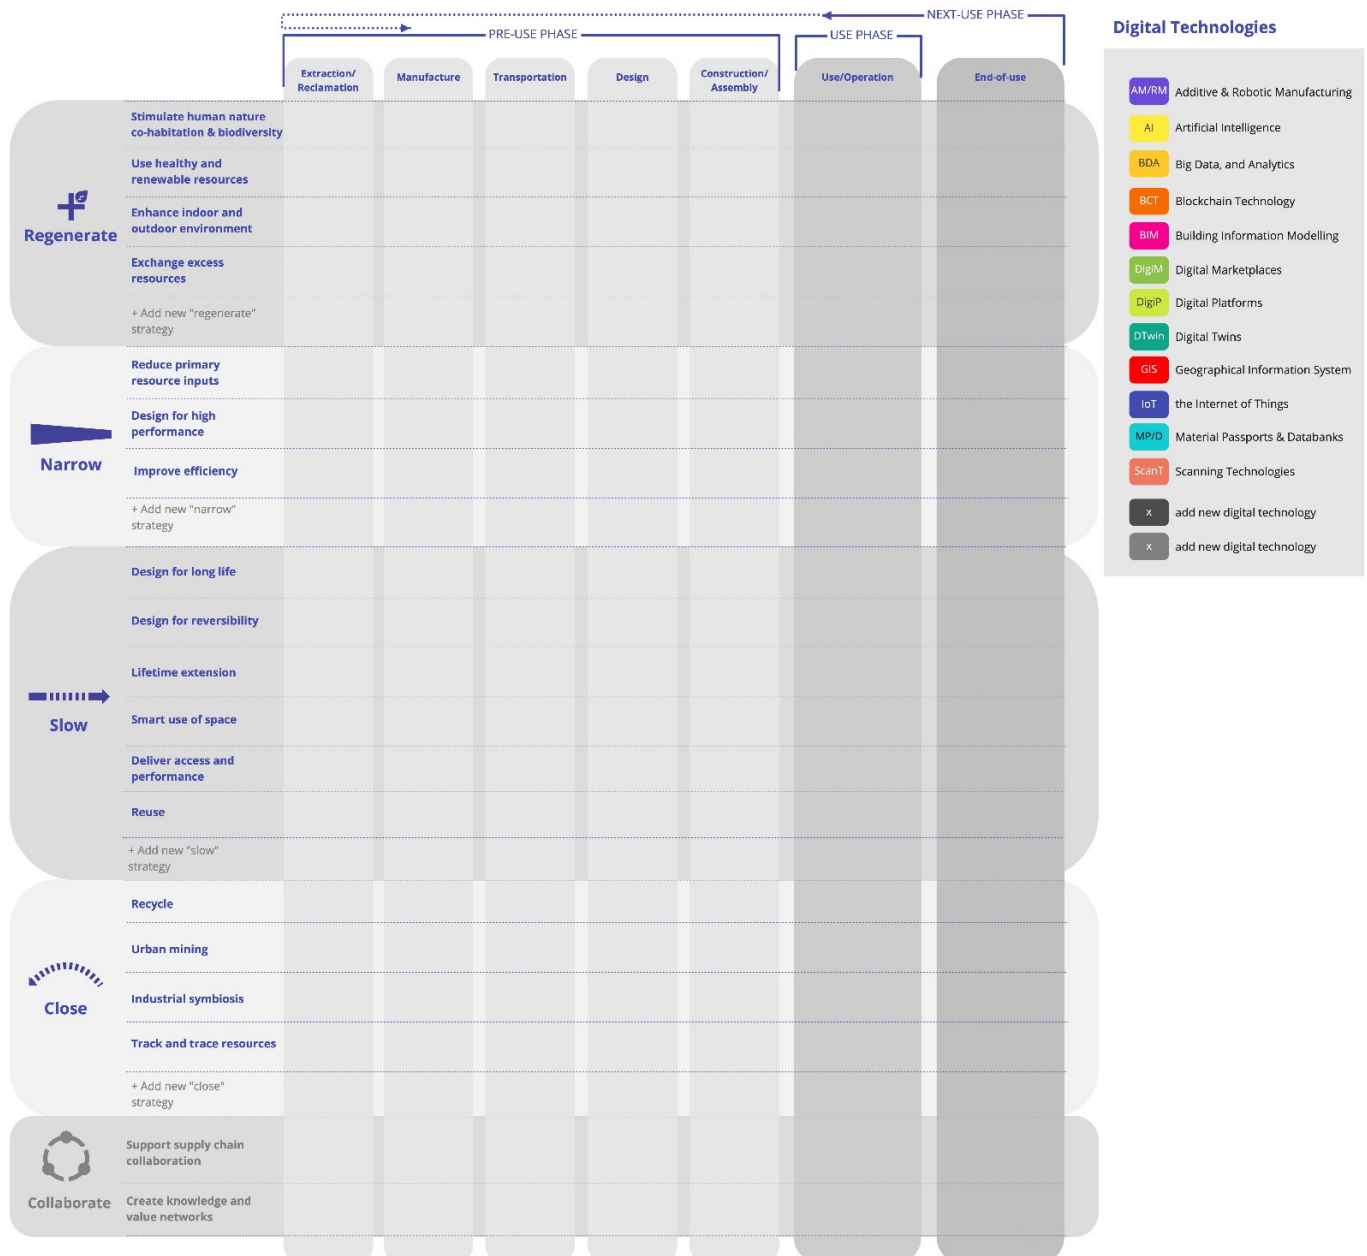 NEXT-USE PHASE
PRE-USE PHASE
USE PHASE
Digital Technologies
Extraction/
Reclamation
Manufacture
Transportation
Design
Construction/
Assembly
Use/Operation
End-of-use
Regenerate
Stimulate human nature
co-habitation & biodiversity
Use healthy and
renewable resources
Enhance indoor and
outdoor environment
Exchange excess
resources
+ Add new "regenerate"
strategy
Narrow
Reduce primary
resource inputs
Design for high
performance
Improve efficiency
+ Add new "narrow"
strategy
Slow
Design for long life
Design for reversibility
Lifetime extension
Smart use of space
Deliver access and
performance
Reuse
+ Add new "slow"
strategy
Close
Recycle
Urban mining
Industrial symbiosis
Track and trace resources
+ Add new "close"
strategy
Collaborate
Support supply chain
collaboration
Create knowledge and
value networks
AM/RM Additive & Robotic Manufacturing
AI Artificial Intelligence
BDA Big Data, and Analytics
BCT Blockchain Technology
BIM Building Information Modelling
DigiM Digital Marketplaces
DigiP Digital Platforms
DTwin Digital Twins
GIS Geographical Information System
IoT the Internet of Things
MP/D Material Passports & Databanks
ScanT Scanning Technologies
x add new digital technology
x add new digital technology